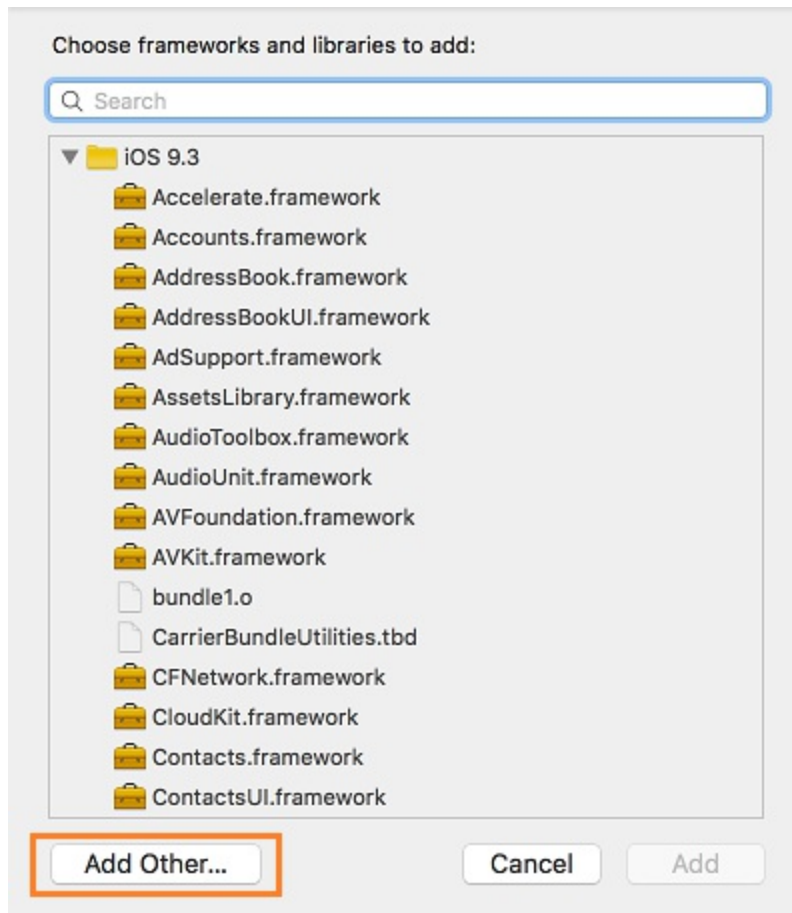 Choose frameworks and libraries to add:
Search
iOS 9.3
Accelerate.framework
Accounts.framework
AddressBook.framework
AddressBookUI.framework
AdSupport.framework
AssetsLibrary.framework
AudioToolbox.framework
AudioUnit.framework
AVFoundation.framework
AVKit.framework
bundle1.o
CarrierBundleUtilities.tbd
CFNetwork.framework
CloudKit.framework
Contacts.framework
ContactsUI.framework
Add Other... Cancel Add